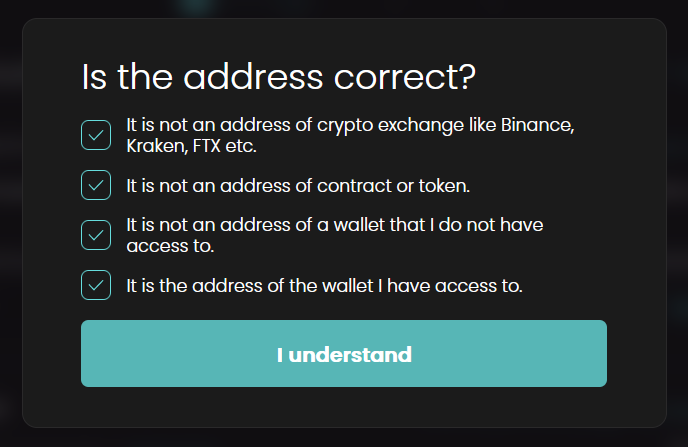 Is the address correct?
It is not an address of crypto exchange like Binance,
Kraken, FTX etc.
It is not an address of contract or token.
It is not an address of a wallet that I do not have
access to.
It is the address of the wallet I have access to.
I understand